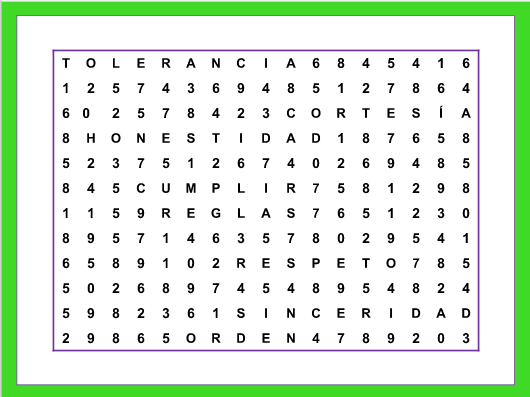 T O L E R A N C I A 6 8 4 5 4 1 6
1 2 5 7 4 3 6 9 4 8 5 1 2 7 8 6 4
6 0 2 5 7 8 4 2 3 C O R T E S Í A
8 H O N E S T I D A D 1 8 7 6 5 8
5 2 3 7 5 1 2 6 7 4 0 2 6 9 4 8 5
8 4 5 C U M P L I R 7 5 8 1 2 9 8
1 1 5 9 R E G L A S 7 6 5 1 2 3 0
8 9 5 7 1 4 6 3 5 7 8 0 2 9 5 4 1
6 5 8 9 1 0 2 R E S P E T O 7 8 5
5 0 2 6 8 9 7 4 5 4 8 9 5 4 8 2 4
5 9 8 2 3 6 1 S I N C E R I D A D
2 9 8 6 5 O R D E N 4 7 8 9 2 0 3